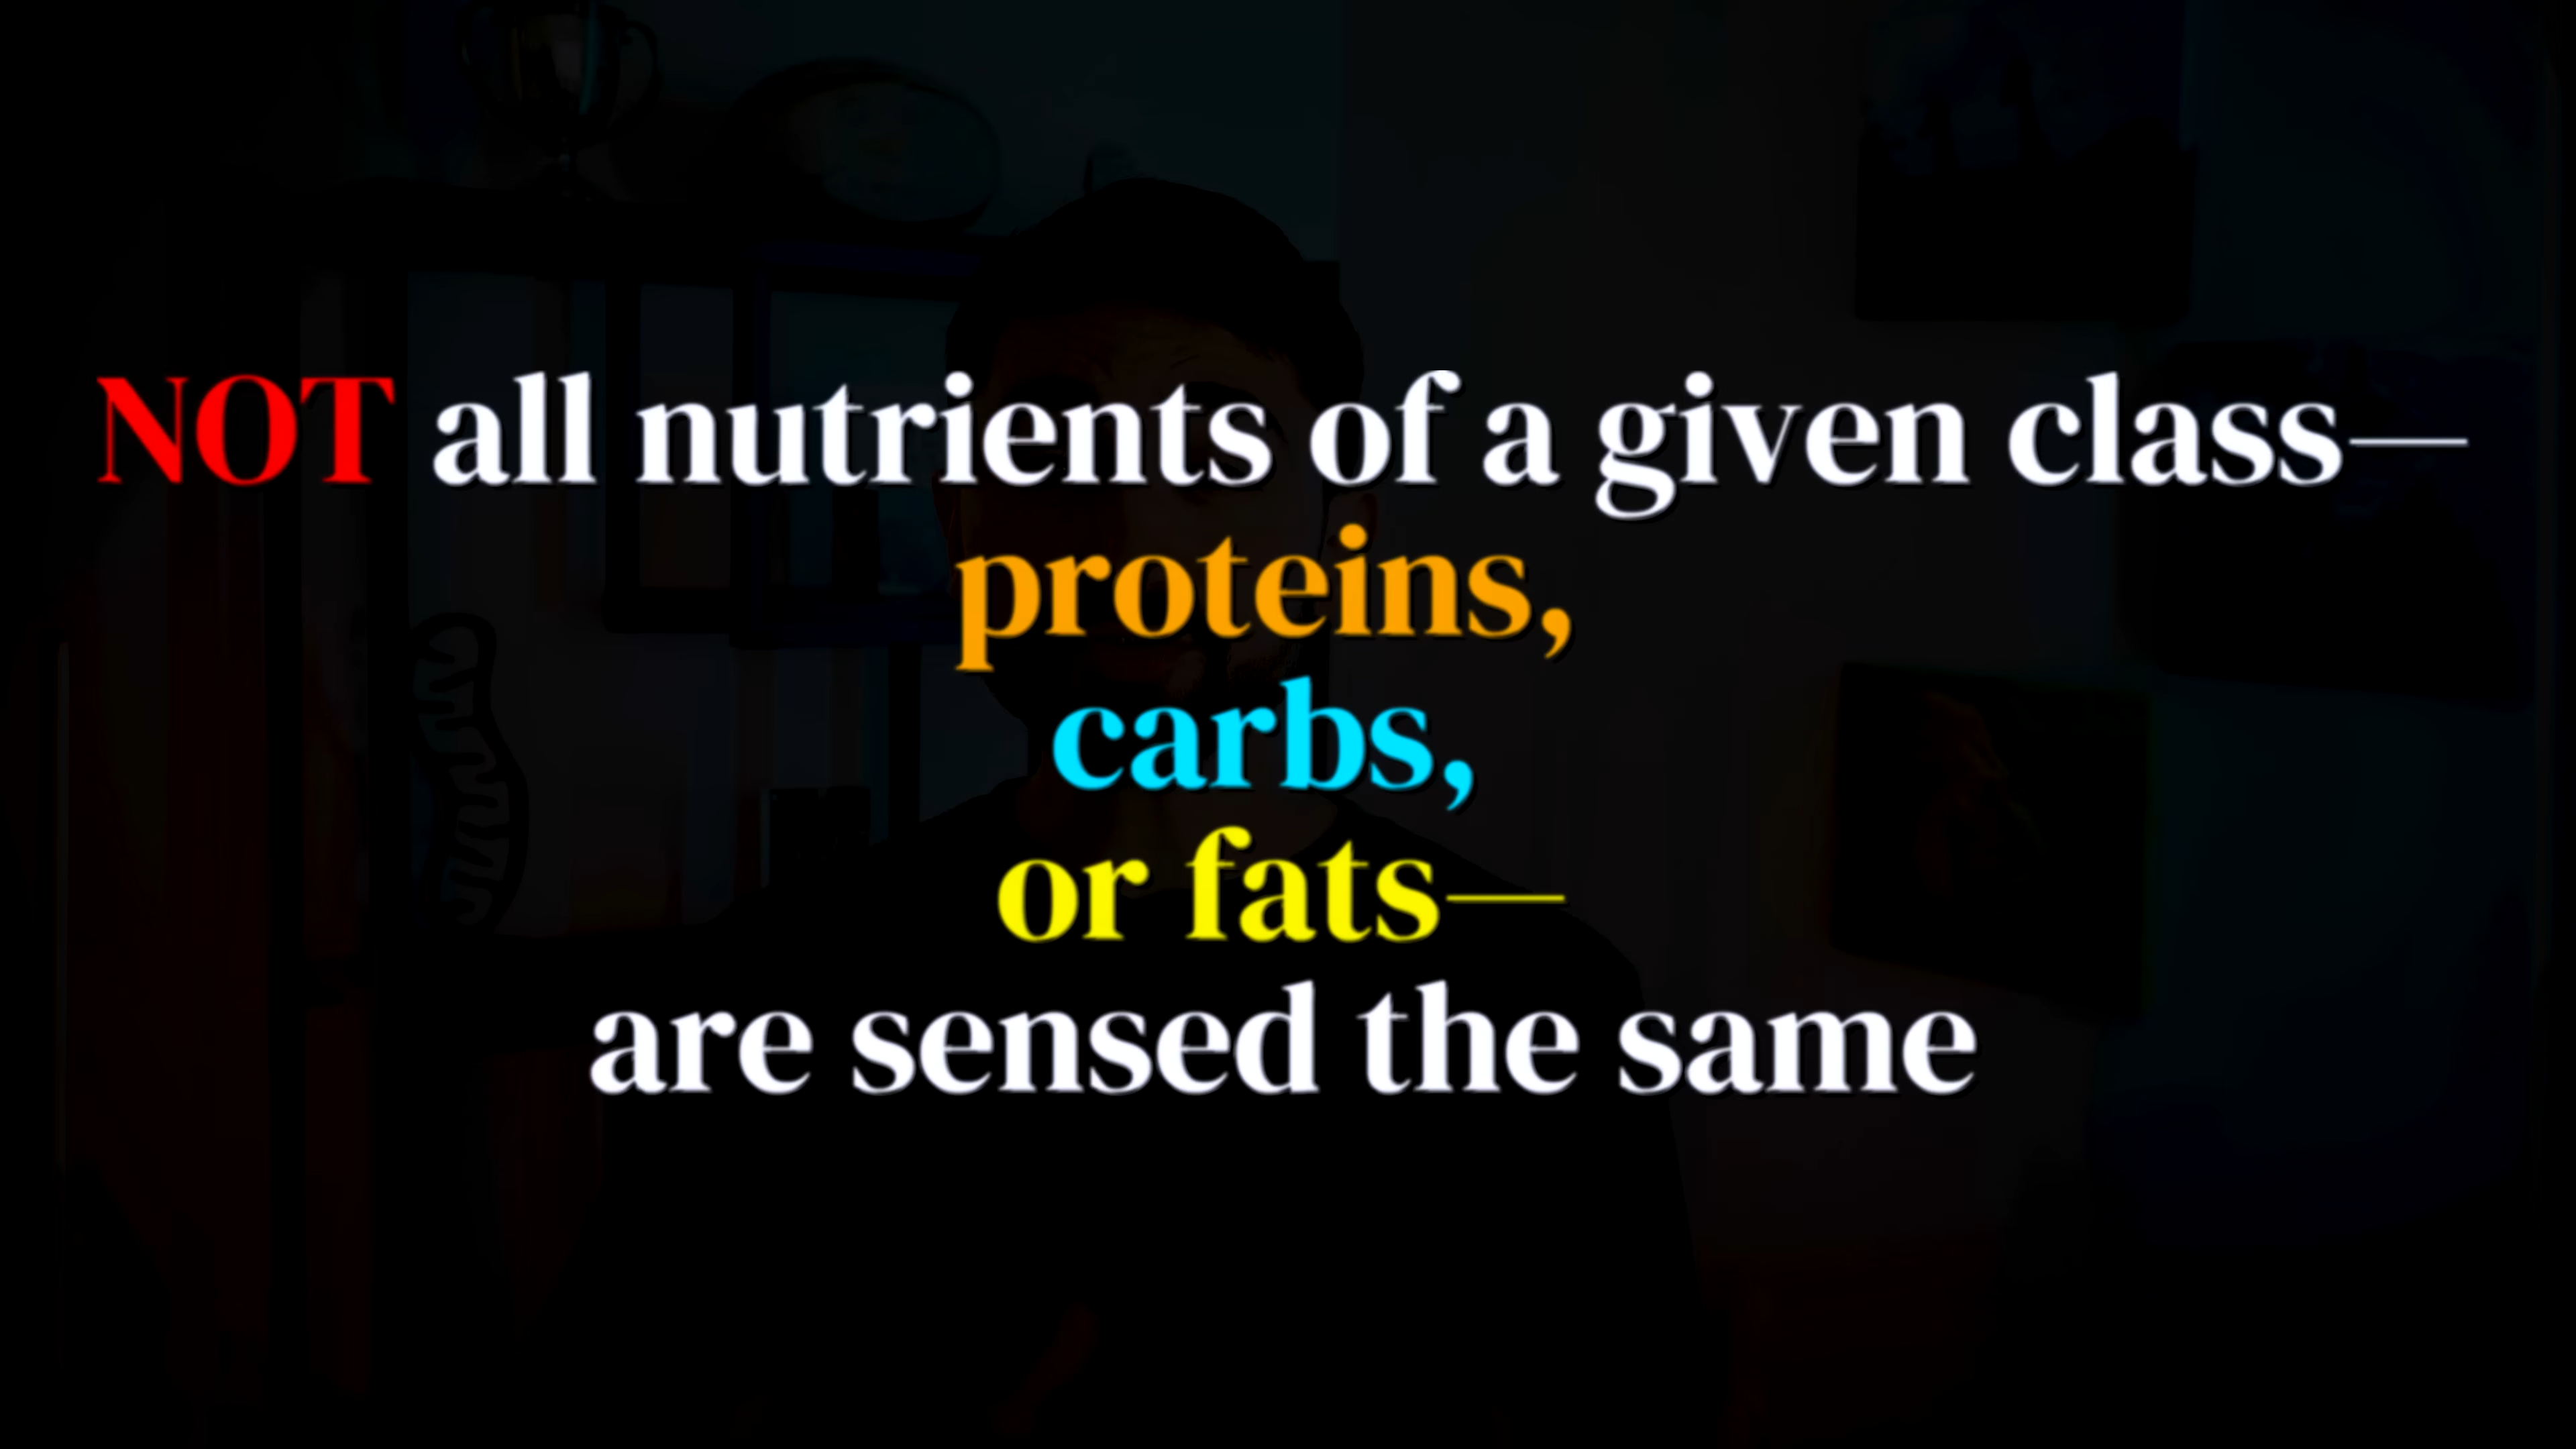 NOT all nutrients of a given class—
proteins,
carbs,
or fats—
are sensed the same